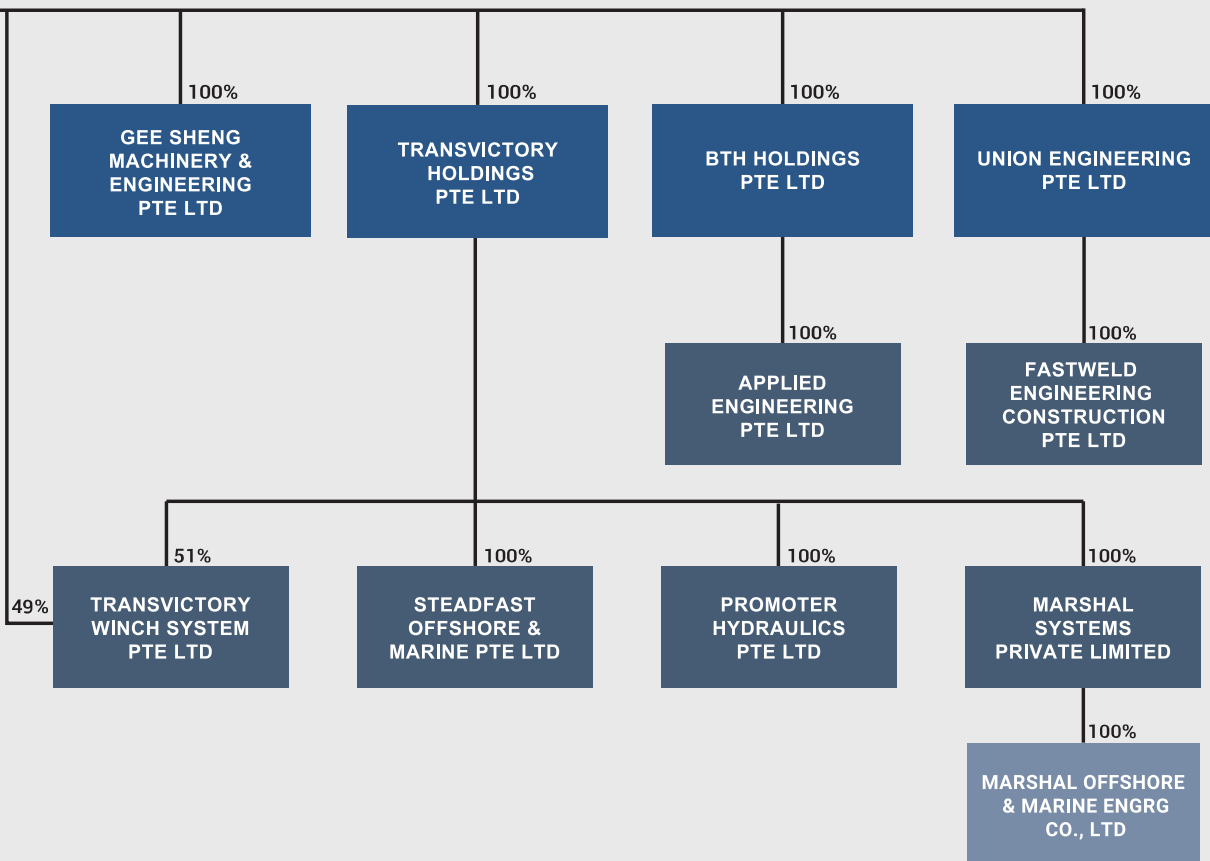 100%
GEE SHENG
MACHINERY &
ENGINEERING
PTE LTD
100%
TRANSVICTORY
HOLDINGS
PTE LTD
100%
BTH HOLDINGS
PTE LTD
100%
UNION ENGINEERING
PTE LTD
100%
APPLIED
ENGINEERING
PTE LTD
100%
FASTWELD
ENGINEERING
CONSTRUCTION
PTE LTD
49%
51%
TRANSVICTORY
WINCH SYSTEM
PTE LTD
100%
STEADFAST
OFFSHORE &
MARINE PTE LTD
100%
PROMOTER
HYDRAULICS
PTE LTD
100%
MARSHAL
SYSTEMS
PRIVATE LIMITED
100%
MARSHAL OFFSHORE
& MARINE ENGRG
CO., LTD